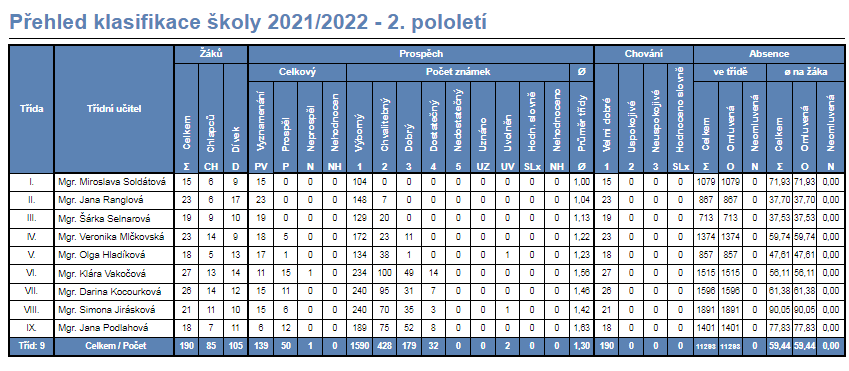 Přehled klasifikace školy 2021/2022 - 2. pololetí
Třída Třídní učitel Žáků Prospěch Chování Absence
Celkový Počet známek Ø ve třídě ø na žáka
Celkem Chlapců Dívek Vyznamenání Prospěl Neprospěl Nehodnocen Výborný Chvalitebný Dobrý Dostatečný Nedostatečný Uznáno Uvolněn Hodn. slovně Nehodnoceno Průměr třídy Velmi dobré Uspokojivé Neuspokojivé Hodnoceno slovně Celkem Omluvená Neomluvená Celkem Omluvená Neomluvená
Σ CH D PV P N NH 1 2 3 4 5 UZ UV SLx NH Ø 1 2 3 SLx Σ O N Σ O N
I. Mgr. Miroslava Soldátová 15 6 9 15 0 0 0 104 0 0 0 0 0 0 0 0 1,00 15 0 0 0 1079 1079 0 71,93 71,93 0,00
II. Mgr. Jana Ranglová 23 6 17 23 0 0 0 148 7 0 0 0 0 0 0 0 1,04 23 0 0 0 867 867 0 37,70 37,70 0,00
III. Mgr. Šárka Selnarová 19 9 10 19 0 0 0 129 20 0 0 0 0 0 0 0 1,13 19 0 0 0 713 713 0 37,53 37,53 0,00
IV. Mgr. Veronika Mlčkovská 23 14 9 18 5 0 0 172 23 11 0 0 0 0 0 0 1,22 23 0 0 0 1374 1374 0 59,74 59,74 0,00
V. Mgr. Olga Hladíková 18 5 13 17 1 0 0 134 38 1 0 0 0 1 0 0 1,23 18 0 0 0 857 857 0 47,61 47,61 0,00
VI. Mgr. Klára Vakočová 27 13 14 11 15 1 0 234 100 49 14 0 0 0 0 0 1,56 27 0 0 0 1515 1515 0 56,11 56,11 0,00
VII. Mgr. Darina Kocourková 26 14 12 15 11 0 0 240 95 31 7 0 0 0 0 0 1,46 26 0 0 0 1596 1596 0 61,38 61,38 0,00
VIII. Mgr. Simona Jirásková 21 11 10 15 6 0 0 240 70 35 3 0 0 1 0 0 1,42 21 0 0 0 1891 1891 0 90,05 90,05 0,00
IX. Mgr. Jana Podlahová 18 7 11 6 12 0 0 189 75 52 8 0 0 0 0 0 1,63 18 0 0 0 1401 1401 0 77,83 77,83 0,00
Tříd: 9 Celkem / Počet 190 85 105 139 50 1 0 1590 428 179 32 0 0 2 0 0 1,30 190 0 0 0 11293 11293 0 59,44 59,44 0,00